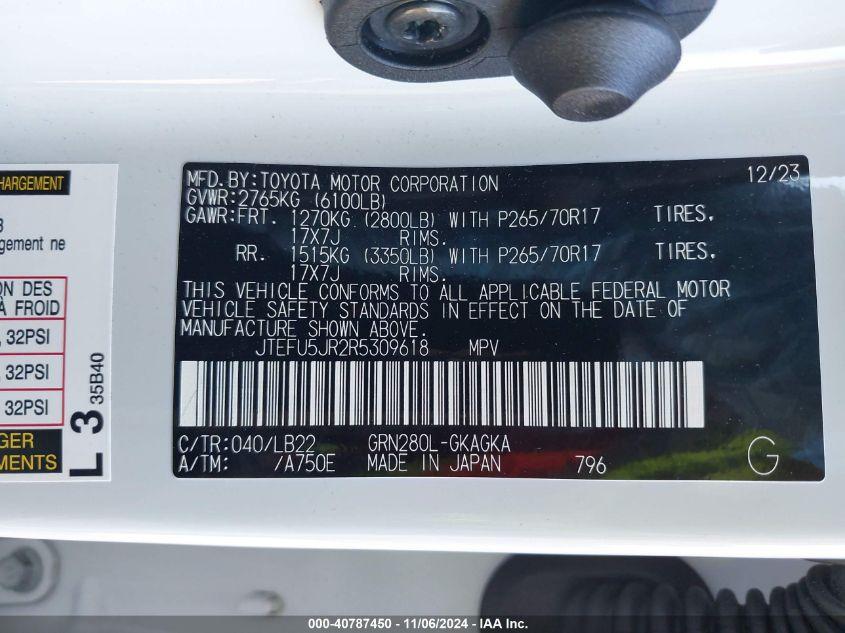 HARGEMENT
gement ne
ON DES
À FROID
, 32PSI
, 32PSI
, 32PSI
GER
MENTS
L 3 35B40
MFD.BY:TOYOTA MOTOR CORPORATION 12/23
GVWR:2765KG (6100LB)
GAWR:FRT. 1270KG (2800LB) WITH P265/70R17 TIRES.
17X7J RIMS.
RR. 1515KG (3350LB) WITH P265/70R17 TIRES.
17X7J RIMS.
THIS VEHICLE CONFORMS TO ALL APPLICABLE FEDERAL MOTOR
VEHICLE SAFETY STANDARDS IN EFFECT ON THE DATE OF
MANUFACTURE SHOWN ABOVE.
JTEFU5JR2R5309618 MPV
C/TR:040/LB22 GRN280L-GKAGKA
A/TM: /A750E MADE IN JAPAN 796 G
000-40787450 - 11/06/2024 - IAA Inc.